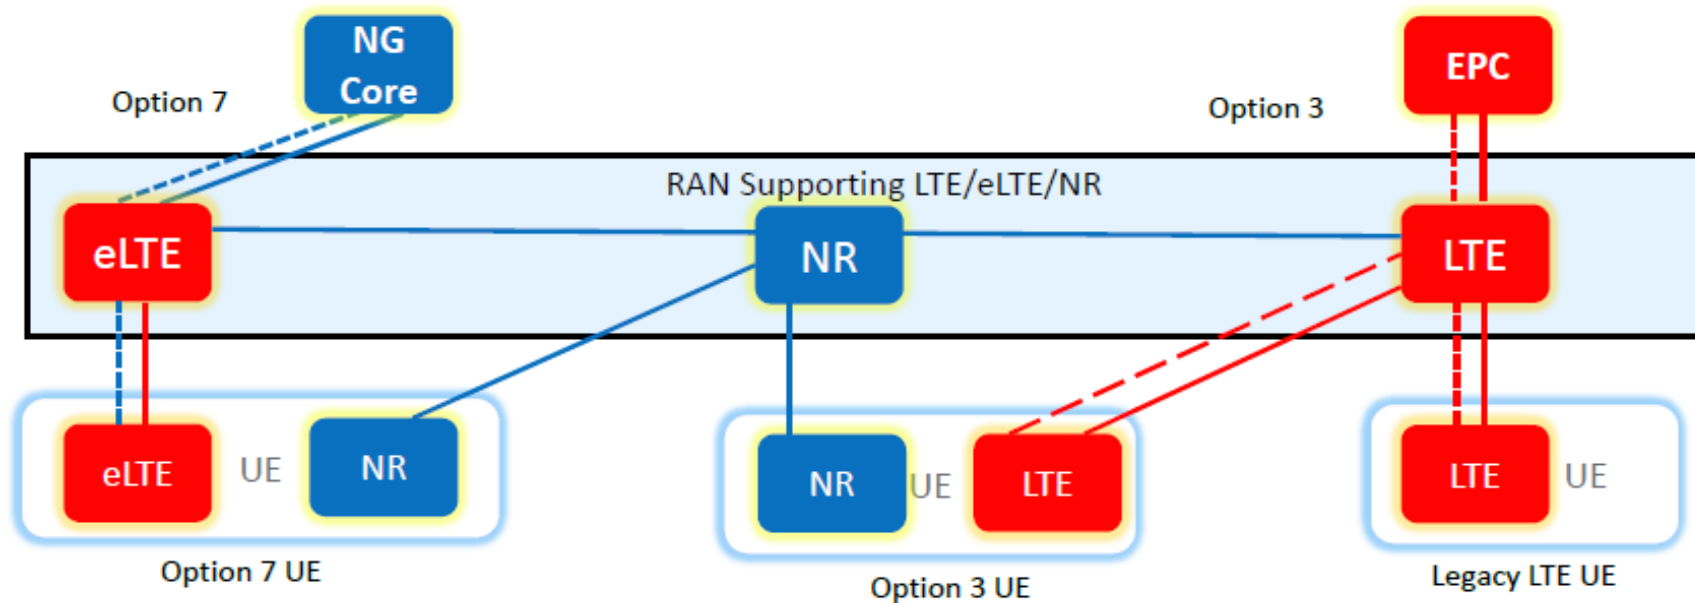 NG
Core
EPC
Option 7
Option 3
RAN Supporting LTE/eLTE/NR
eLTE
NR
LTE
eLTE
UE
NR
NR
UE
LTE
LTE
UE
Option 7 UE
Option 3 UE
Legacy LTE UE